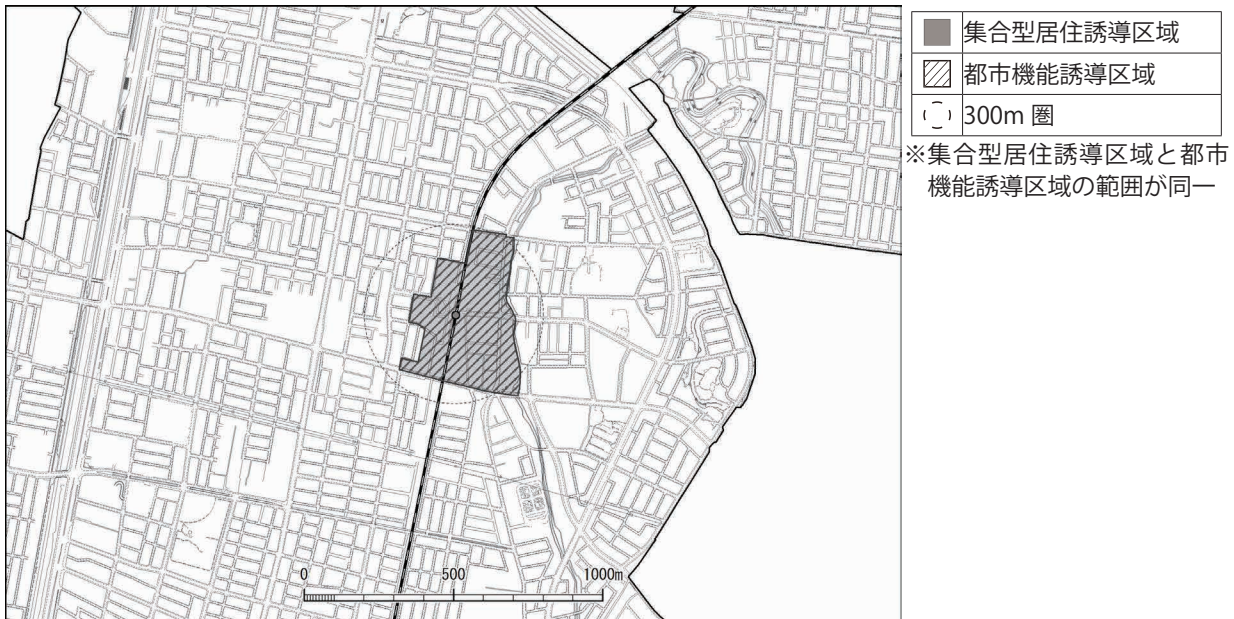 集合型居住誘導区域
都市機能誘導区域
300m 圏
※集合型居住誘導区域と都市
機能誘導区域の範囲が同一
0 500 1000m